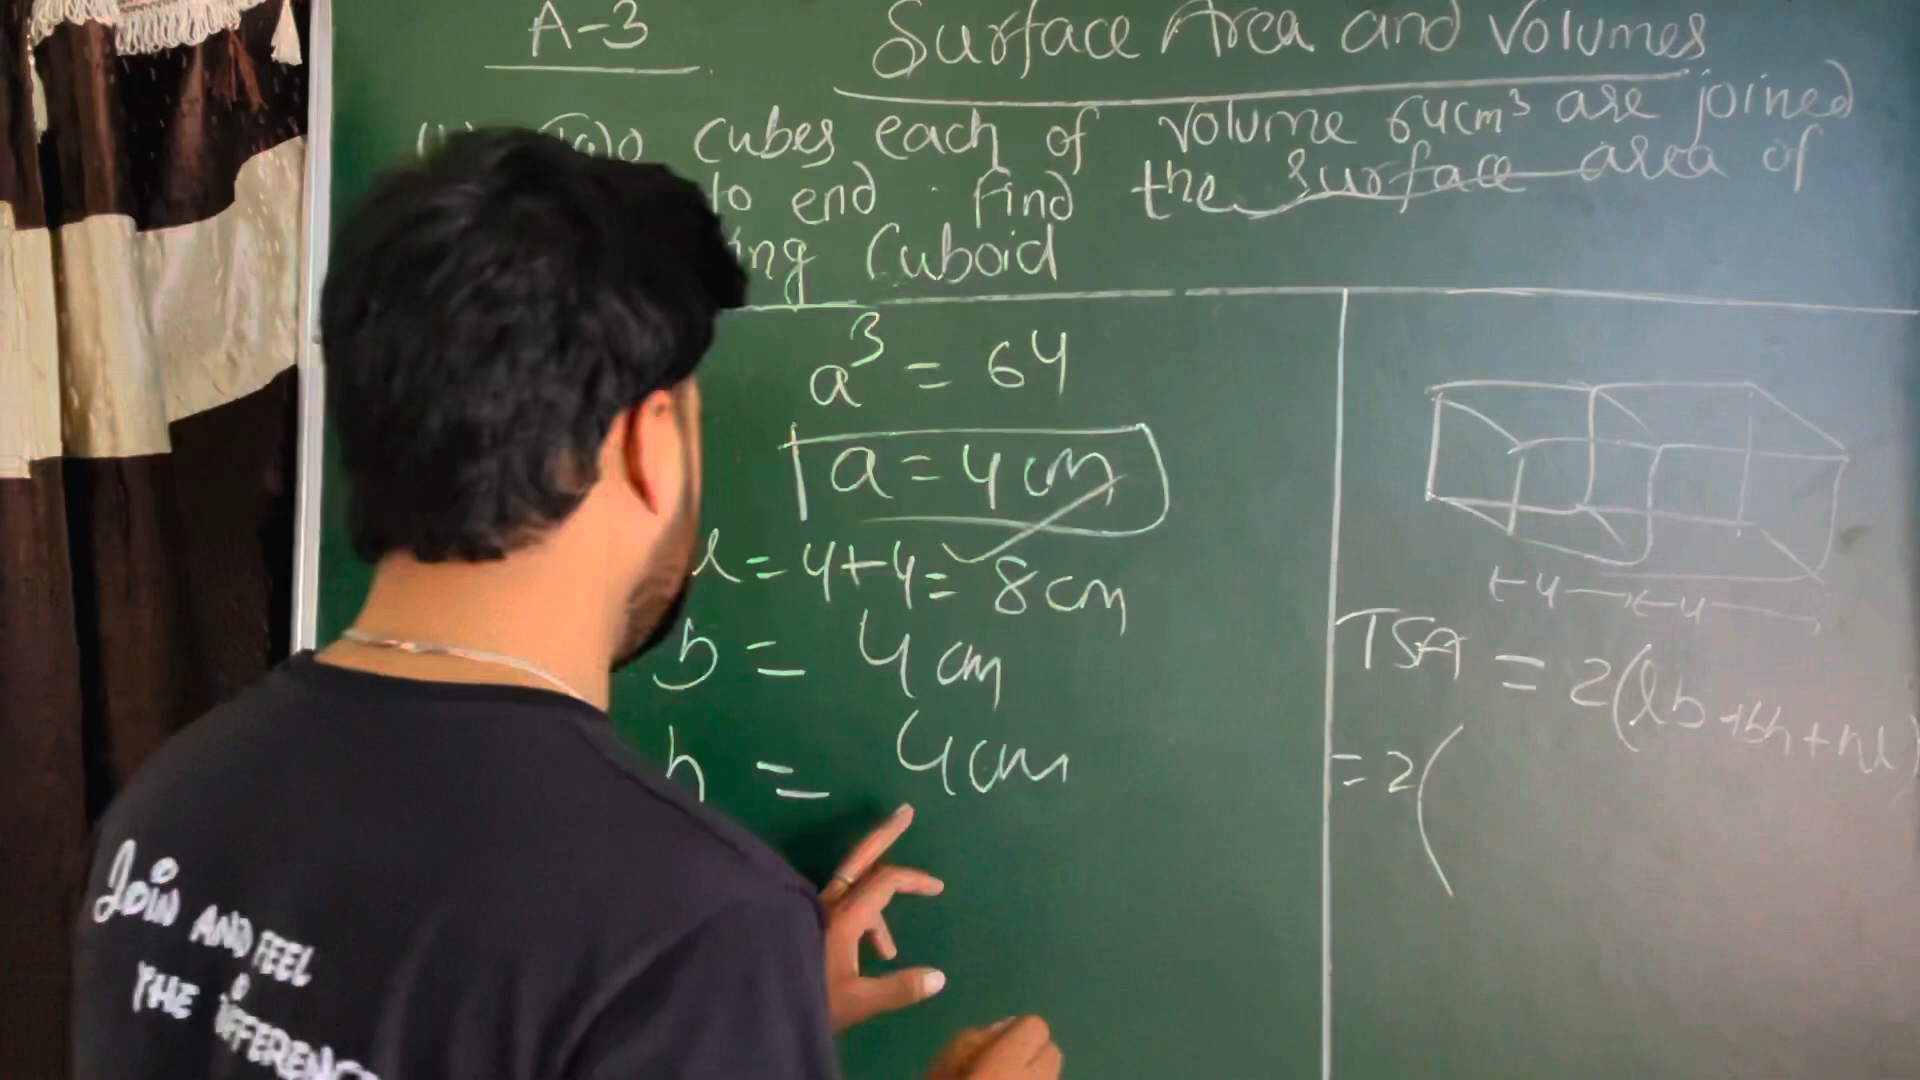 A-3
Surface Area and Volumes
cubes each of volume 64cm³ are joined
to end. Find the surface area of
Cuboid
a³ = 64
a = 4 cm
l = 4+4 = 8 cm
b = 4 cm
h = 4 cm
←4→←4→
TSA = 2(lb+bh+hl)
= 2(
Join AND FEEL
THE DIFFERENCE